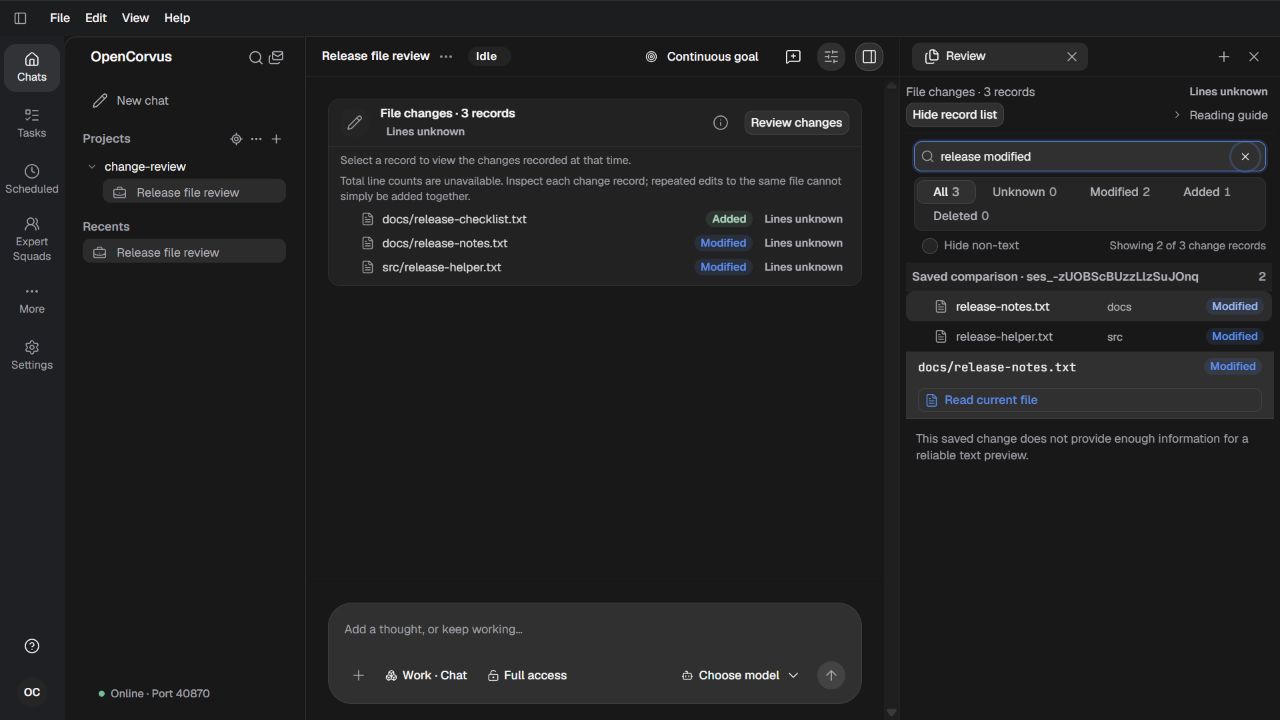 File Edit View Help
Chats
Tasks
Scheduled
Expert
Squads
More
Settings
OC
OpenCorvus
New chat
Projects
change-review
Release file review
Recents
Release file review
Online · Port 40870
Release file review
Idle
Continuous goal
File changes · 3 records
Lines unknown
Review changes
Select a record to view the changes recorded at that time.
Total line counts are unavailable. Inspect each change record; repeated edits to the same file cannot
simply be added together.
docs/release-checklist.txt Added Lines unknown
docs/release-notes.txt Modified Lines unknown
src/release-helper.txt Modified Lines unknown
Add a thought, or keep working...
Work · Chat Full access Choose model
Review
File changes · 3 records Lines unknown
Hide record list Reading guide
release modified
All 3 Unknown 0 Modified 2 Added 1
Deleted 0
Hide non-text Showing 2 of 3 change records
Saved comparison · ses_-zUOBScBUzzLlzSuJOnq 2
release-notes.txt docs Modified
release-helper.txt src Modified
docs/release-notes.txt Modified
Read current file
This saved change does not provide enough information for a
reliable text preview.